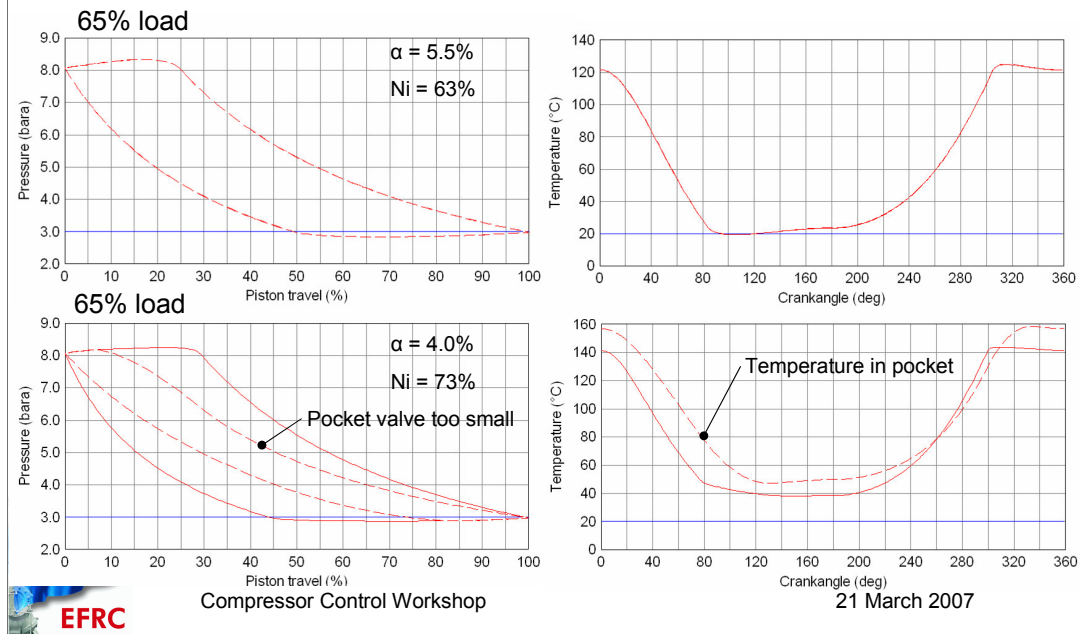 65% load
9.0
8.0
7.0
6.0
5.0
4.0
3.0
2.0
Pressure (bara)
α = 5.5%
Ni = 63%
0 10 20 30 40 50 60 70 80 90 100
Piston travel (%)
140
120
100
80
60
40
20
0
Temperature (°C)
0 40 80 120 160 200 240 280 320 360
Crankangle (deg)
65% load
9.0
8.0
7.0
6.0
5.0
4.0
3.0
2.0
Pressure (bara)
α = 4.0%
Ni = 73%
Pocket valve too small
0 10 20 30 40 50 60 70 80 90 100
Piston travel (%)
160
140
120
100
80
60
40
20
0
Temperature (°C)
Temperature in pocket
0 40 80 120 160 200 240 280 320 360
Crankangle (deg)
EFRC
Compressor Control Workshop
21 March 2007